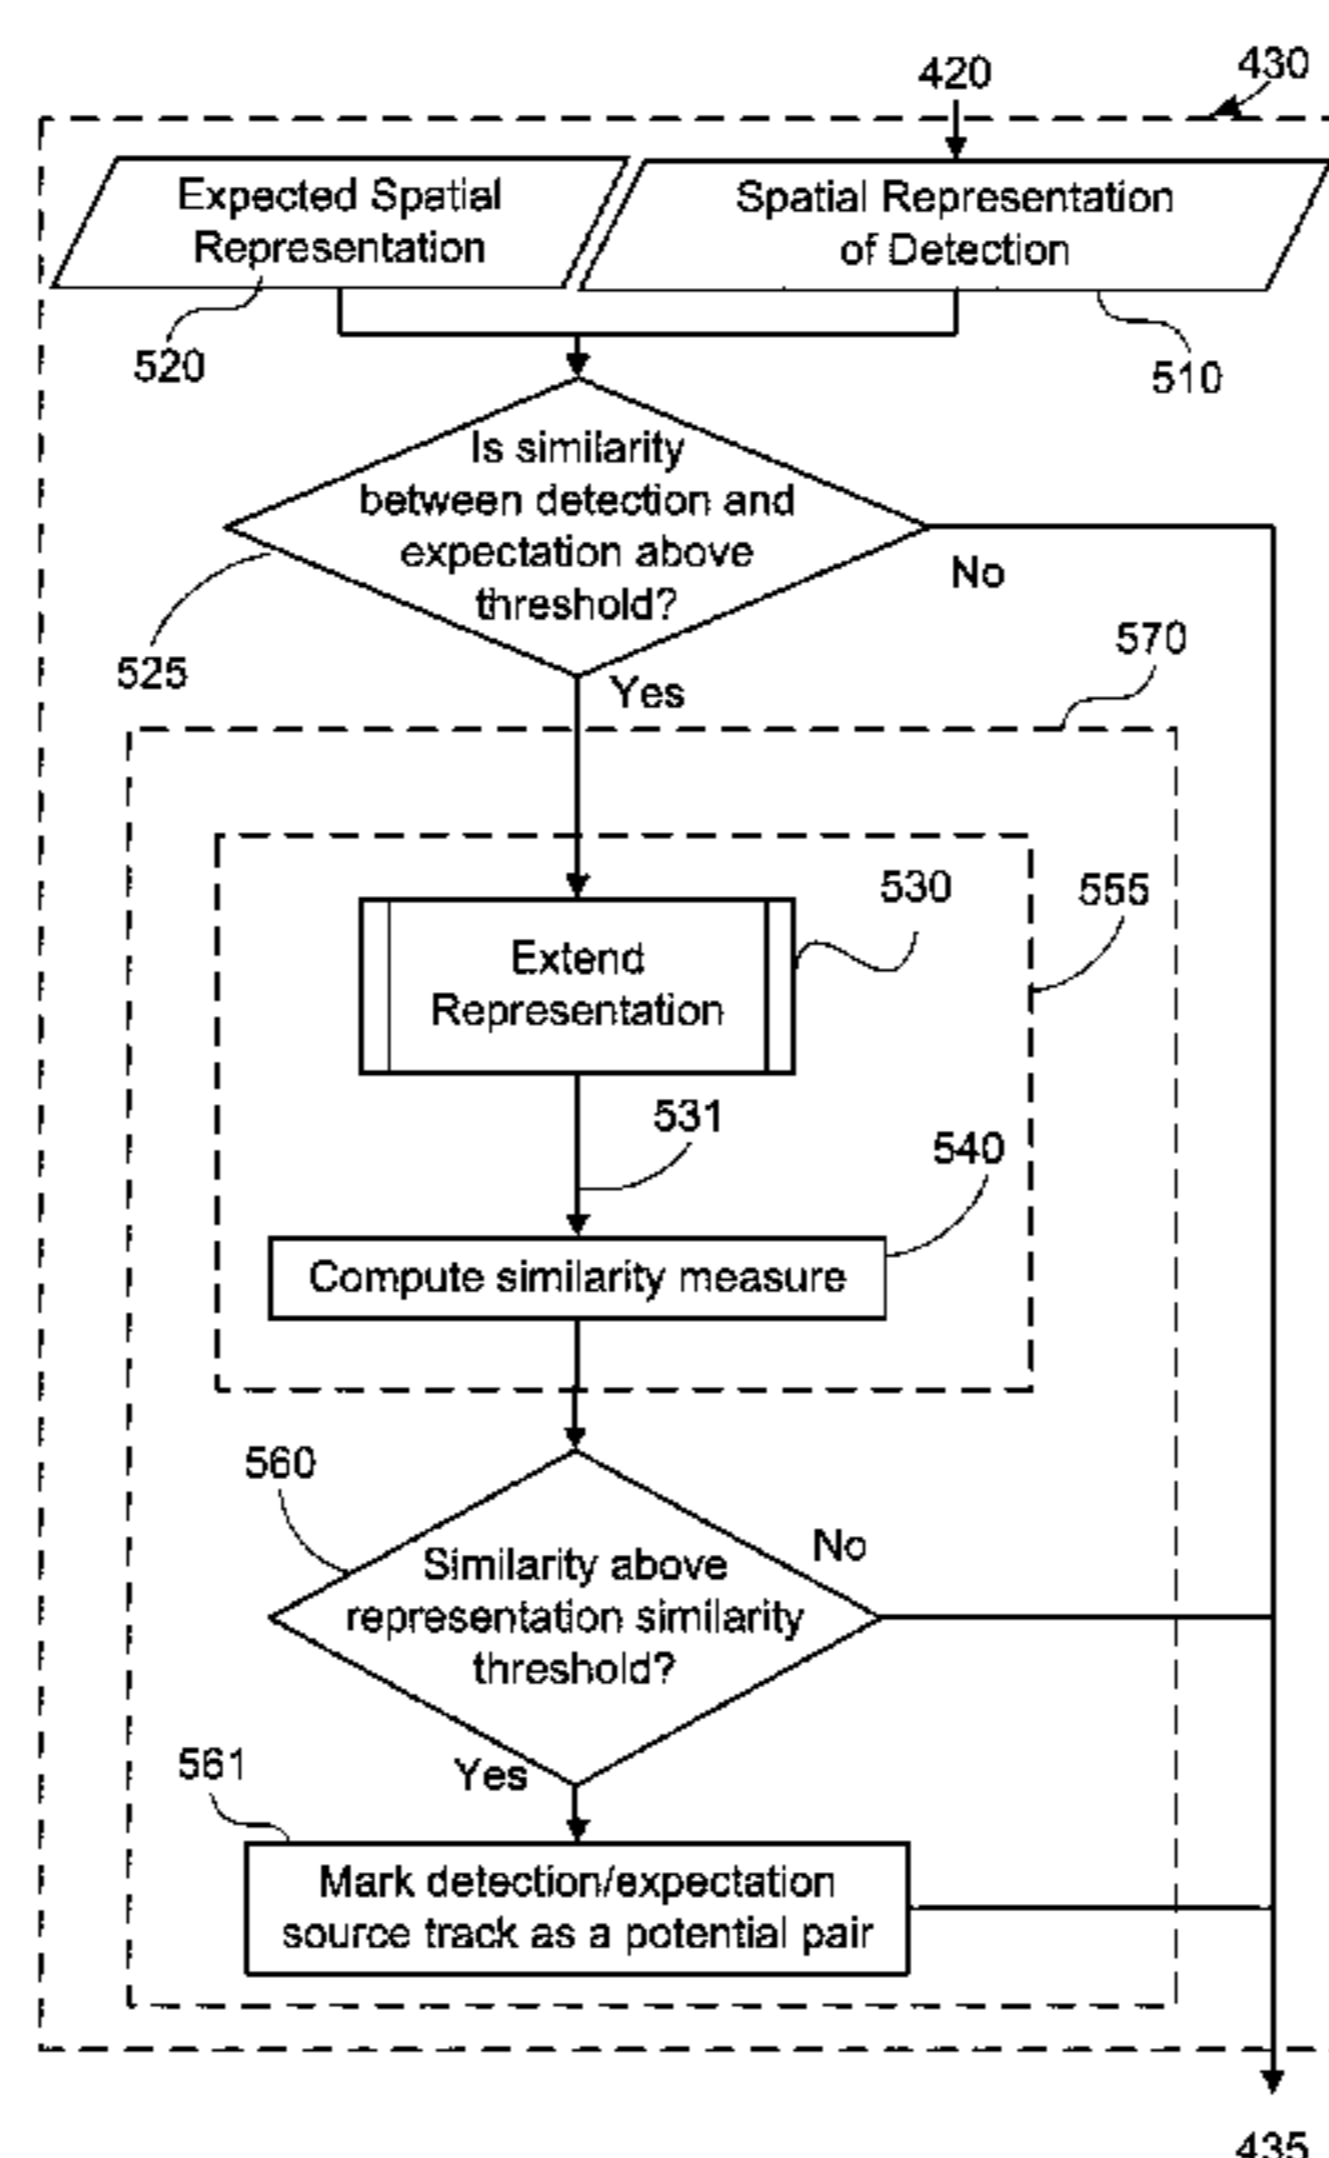 420
430
Expected Spatial
Representation
Spatial Representation
of Detection
520
510
Is similarity
between detection and
expectation above
threshold?
No
525
Yes
570
530
555
Extend
Representation
531
540
Compute similarity measure
560
No
Similarity above
representation similarity
threshold?
561
Yes
Mark detection/expectation
source track as a potential pair
435